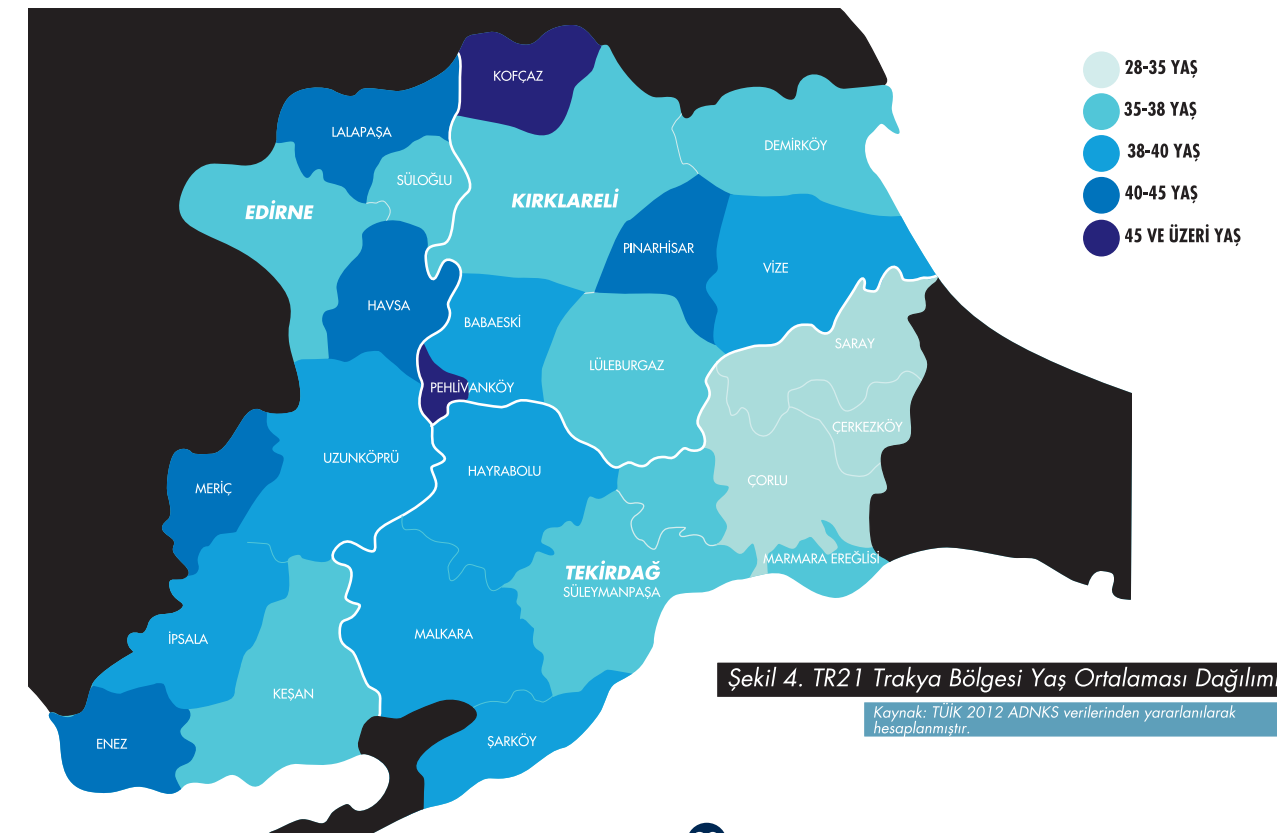 KOFÇAZ
LALAPAŞA
SÜLOĞLU
DEMİRKÖY
EDİRNE
KIRKLARELİ
PINARHİSAR
VİZE
HAVSA
BABAESKİ
SARAY
LÜLEBURGAZ
PEHLİVANKÖY
ÇERKEZKÖY
UZUNKÖPRÜ
HAYRABOLU
ÇORLU
MERİÇ
MARMARA EREĞLİSİ
TEKİRDAĞ
SÜLEYMANPAŞA
İPSALA
MALKARA
KEŞAN
ENEZ
ŞARKÖY
28-35 YAŞ
35-38 YAŞ
38-40 YAŞ
40-45 YAŞ
45 VE ÜZERİ YAŞ
Şekil 4. TR21 Trakya Bölgesi Yaş Ortalaması Dağılımı
Kaynak: TÜİK 2012 ADNKS verilerinden yararlanılarak
hesaplanmıştır.